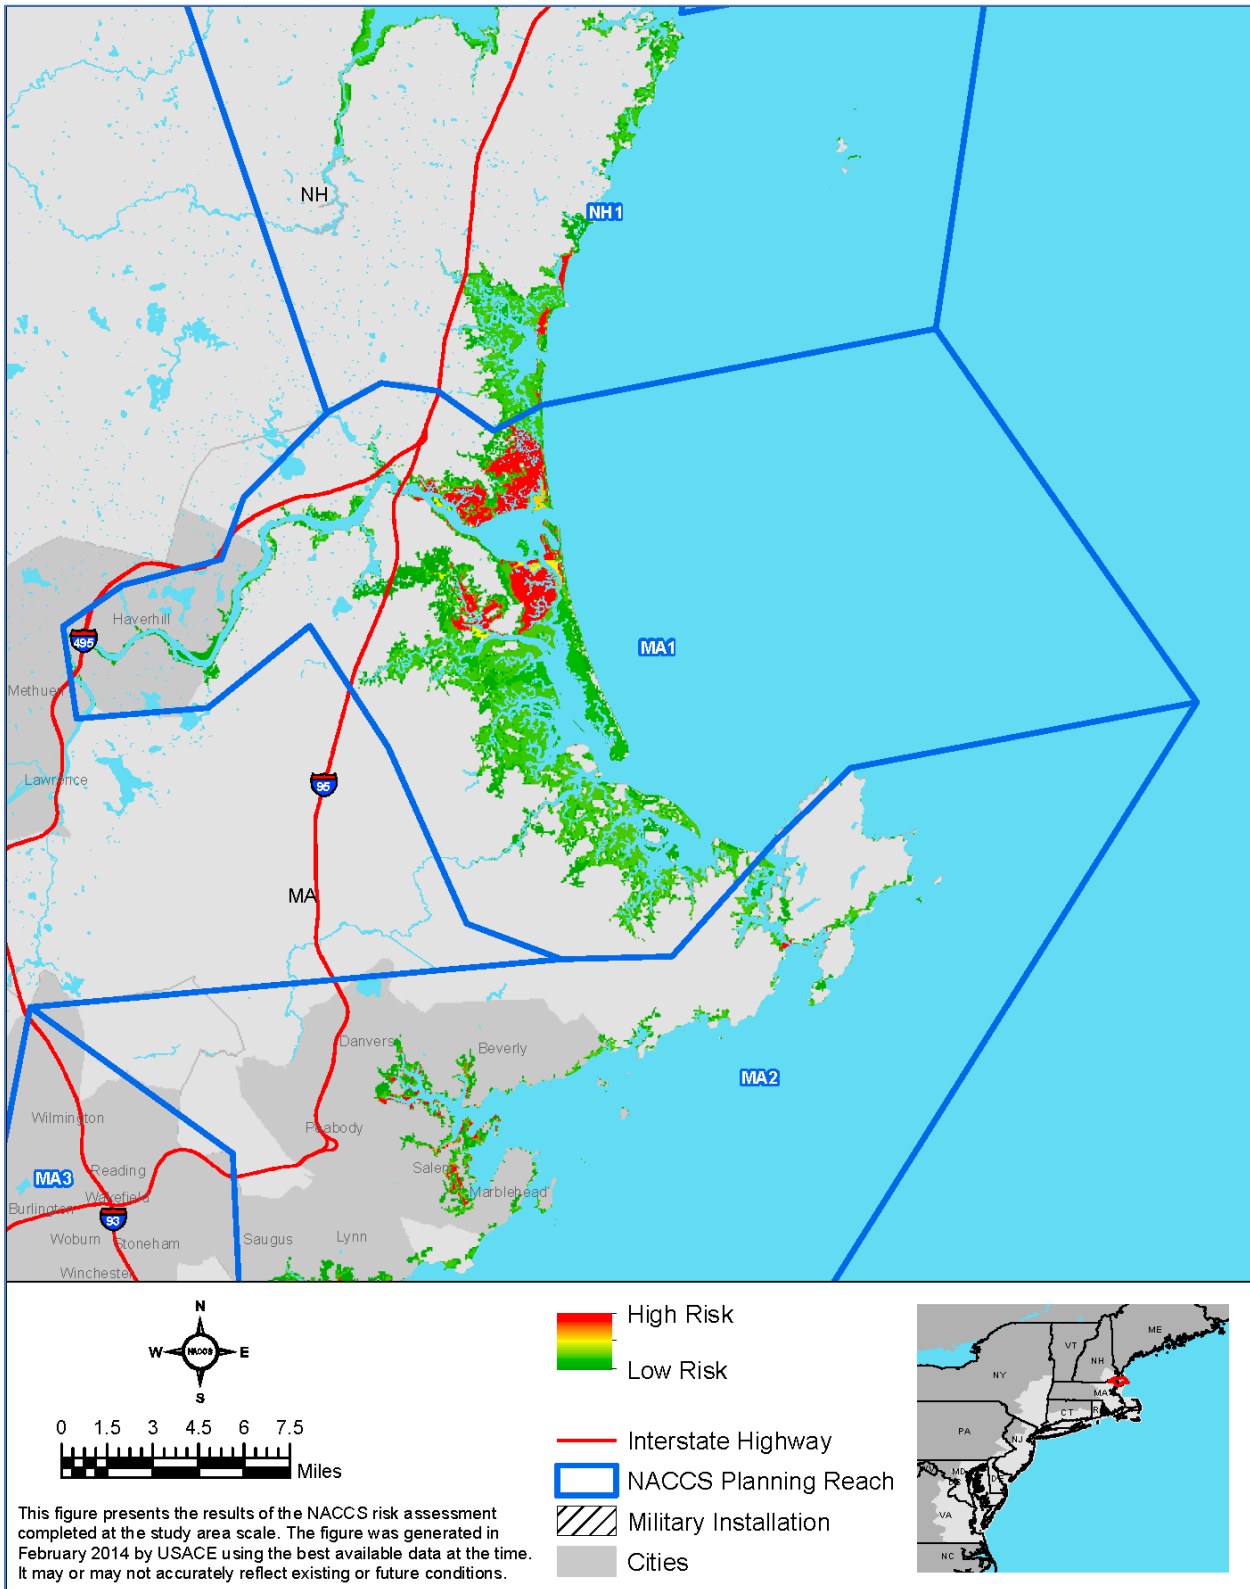 NH
NH1
Haverhill
495
MA1
Methuen
Lawrence
95
MA
Danvers
Beverly
MA2
Wilmington
Peabody
MA3
Reading
Salem
Wakefield
Marblehead
Burlington
93
Woburn
Stoneham
Saugus
Lynn
Winchester
N
W
NACCS
E
S
0 1.5 3 4.5 6 7.5
Miles
This figure presents the results of the NACCS risk assessment
completed at the study area scale. The figure was generated in
February 2014 by USACE using the best available data at the time.
It may or may not accurately reflect existing or future conditions.
High Risk
Low Risk
Interstate Highway
NACCS Planning Reach
Military Installation
Cities
ME
VT
NH
NY
MA
CT
PA
NJ
MD
VA
NC